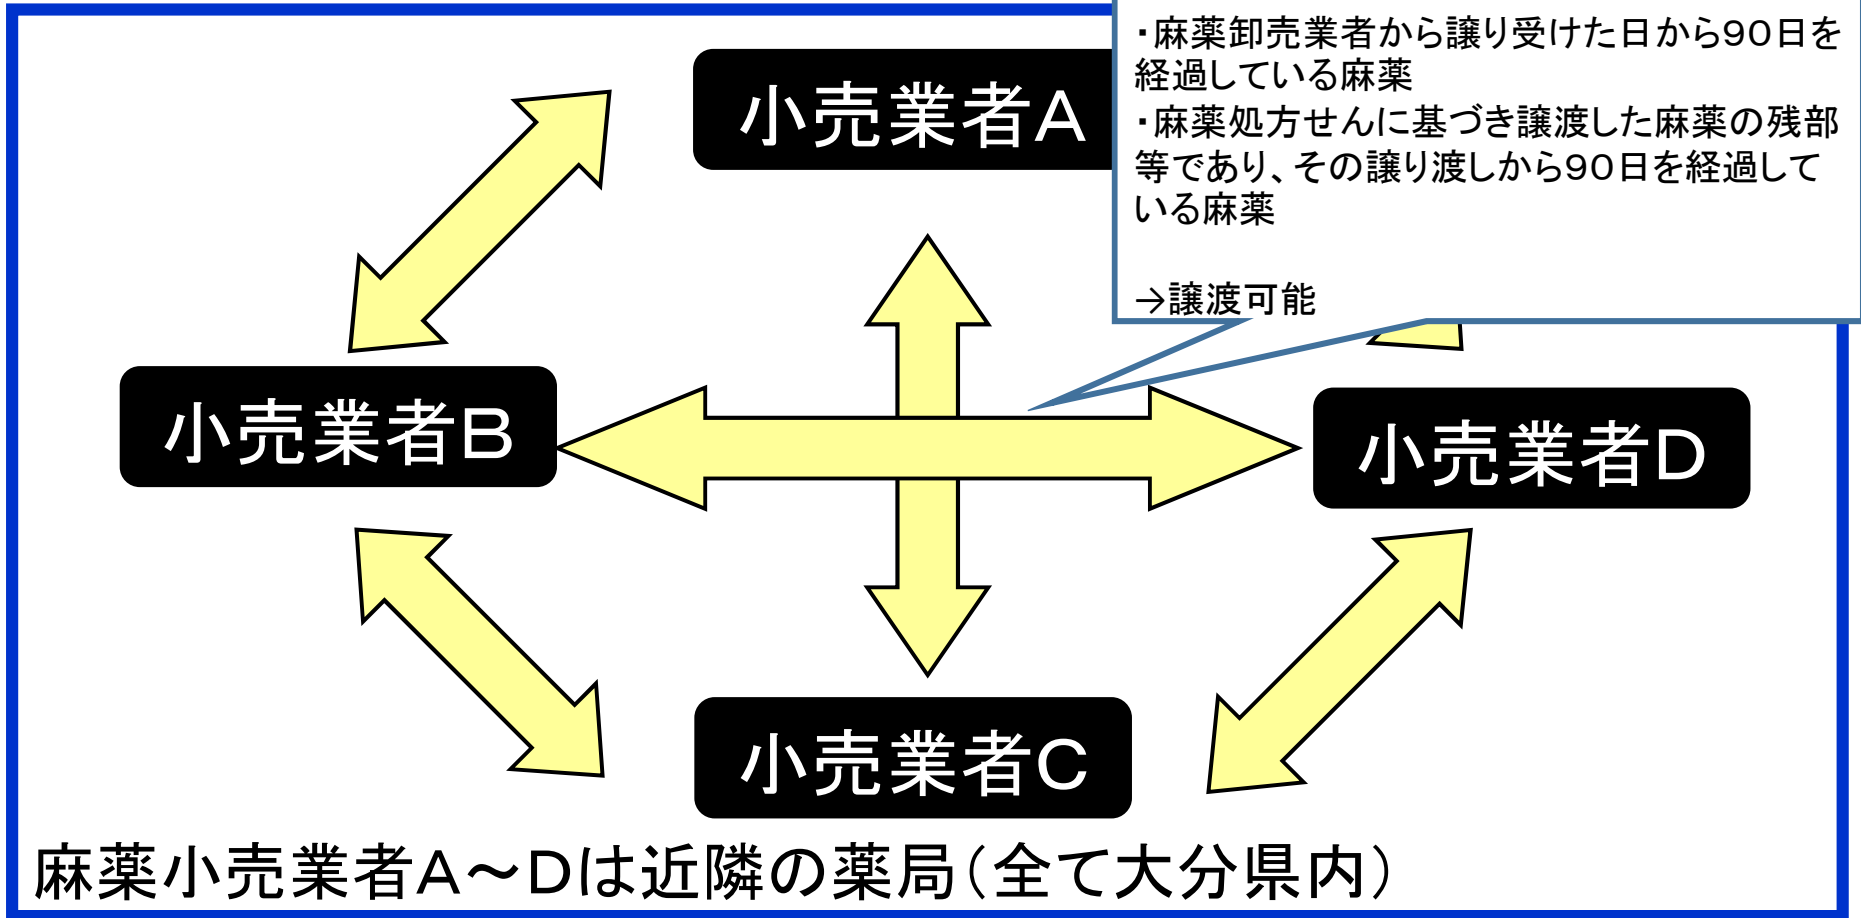 ・麻薬卸売業者から譲り受けた日から90日を
経過している麻薬
・麻薬処方せんに基づき譲渡した麻薬の残部
等であり、その譲り渡しから90日を経過して
いる麻薬
→譲渡可能
小売業者A
小売業者B
小売業者D
小売業者C
麻薬小売業者A～Dは近隣の薬局(全て大分県内)